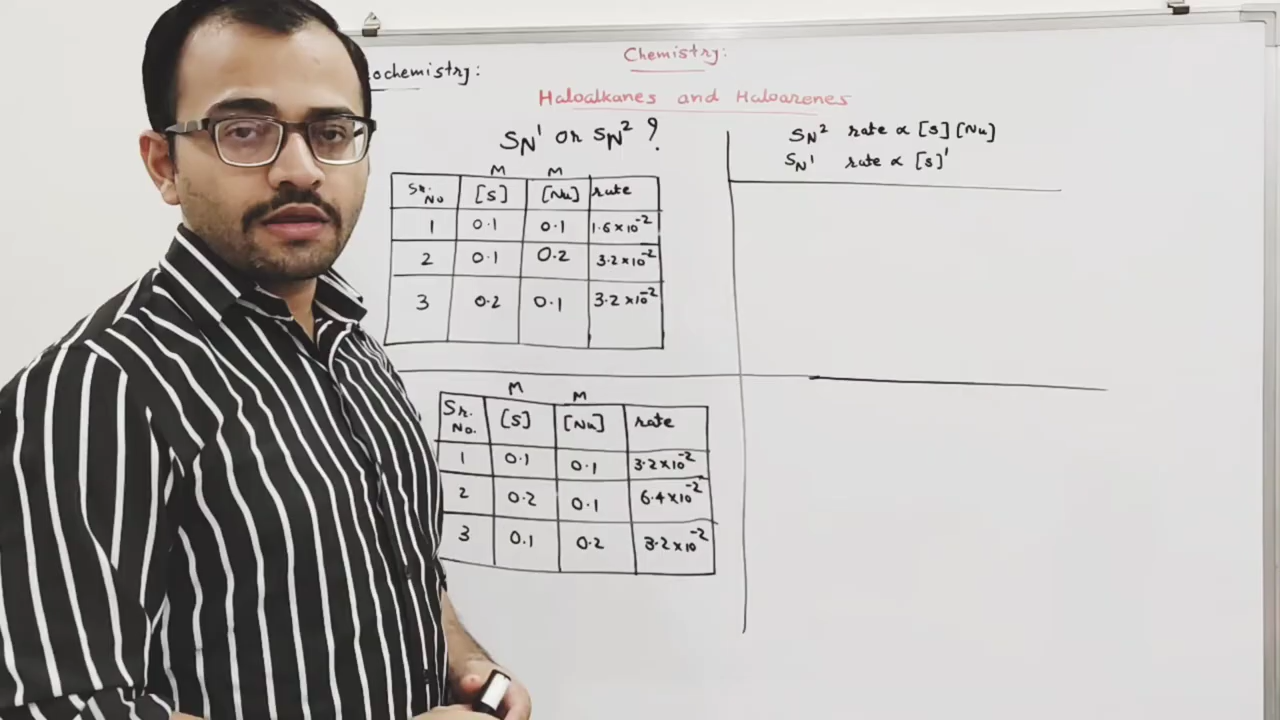 Chemistry:
ochemistry:
Haloalkanes and Haloarenes
SN¹ or SN² ?
M M
Sr. No [S] [Nu] rate
1 0.1 0.1 1.6×10⁻²
2 0.1 0.2 3.2×10⁻²
3 0.2 0.1 3.2×10⁻²
SN² rate ∝ [S][Nu]
SN¹ rate ∝ [S]¹
M M
Sr. No. [S] [Nu] rate
1 0.1 0.1 3.2×10⁻²
2 0.2 0.1 6.4×10⁻²
3 0.1 0.2 3.2×10⁻²